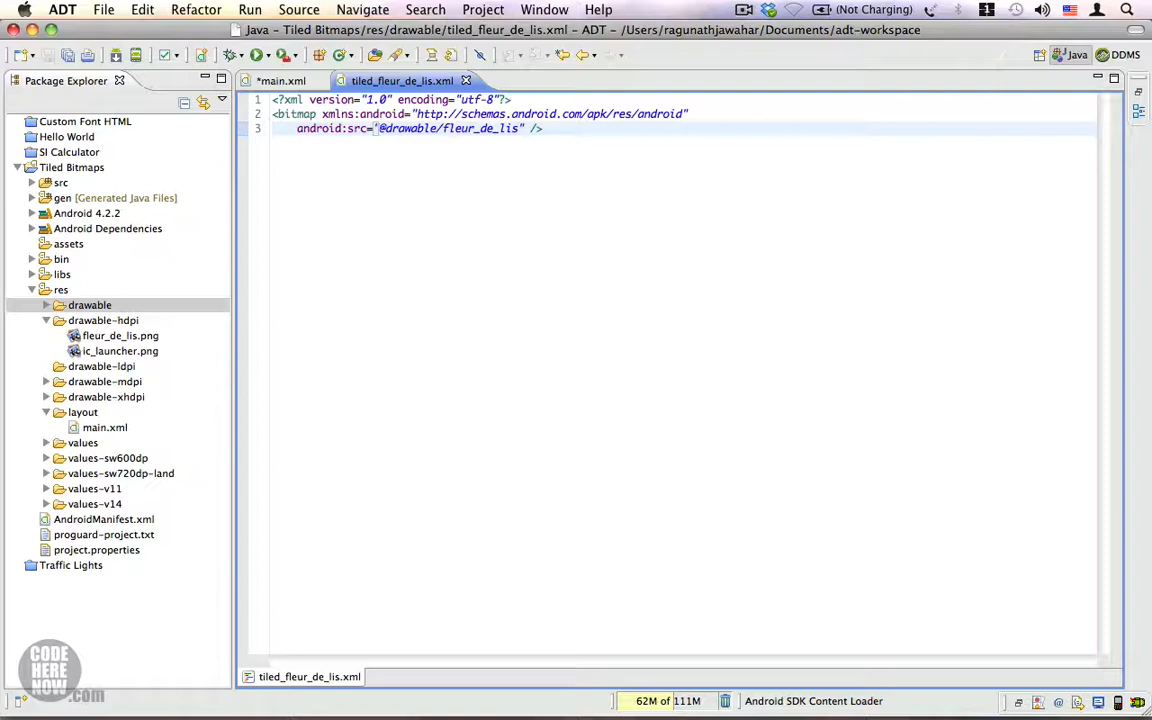 ADT File Edit Refactor Run Source Navigate Search Project Window Help (Not Charging) 1
Java - Tiled Bitmaps/res/drawable/tiled_fleur_de_lis.xml - ADT - /Users/ragunathjawahar/Documents/adt-workspace
Java DDMS
Package Explorer
*main.xml tiled_fleur_de_lis.xml
1 <?xml version="1.0" encoding="utf-8"?>
2 <bitmap xmlns:android="http://schemas.android.com/apk/res/android"
3 android:src="@drawable/fleur_de_lis" />
Custom Font HTML
Hello World
SI Calculator
Tiled Bitmaps
src
gen [Generated Java Files]
Android 4.2.2
Android Dependencies
assets
bin
libs
res
drawable
drawable-hdpi
fleur_de_lis.png
ic_launcher.png
drawable-ldpi
drawable-mdpi
drawable-xhdpi
layout
main.xml
values
values-sw600dp
values-sw720dp-land
values-v11
values-v14
AndroidManifest.xml
proguard-project.txt
project.properties
Traffic Lights
CODE
HERE
NOW
.com
tiled_fleur_de_lis.xml
62M of 111M
Android SDK Content Loader